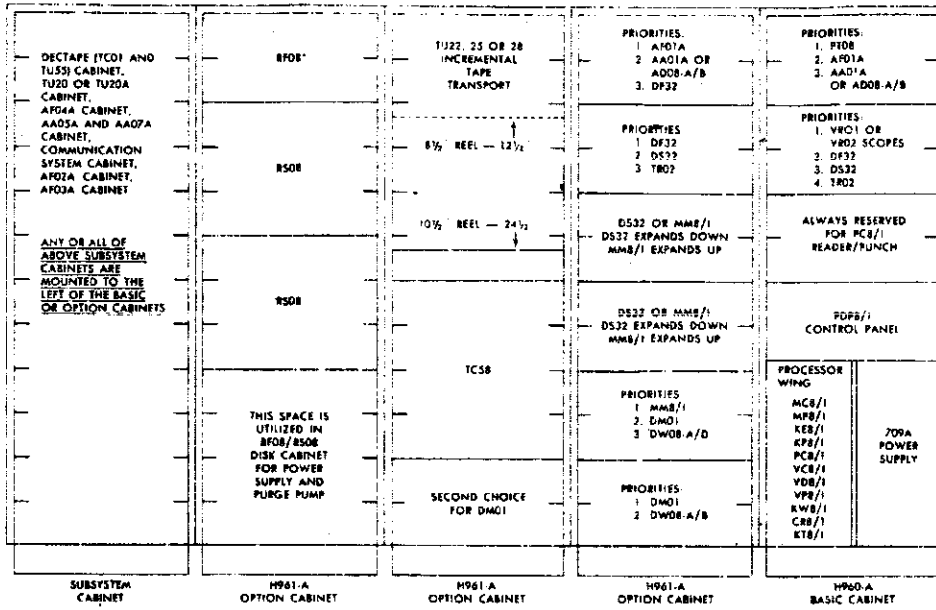 DECTAPE (TC01 AND
TU55) CABINET,
TU20 OR TU20A
CABINET,
AF04A CABINET,
AA05A AND AA07A
CABINET,
COMMUNICATION
SYSTEM CABINET,
AF02A CABINET,
AF03A CABINET
ANY OR ALL OF
ABOVE SUBSYSTEM
CABINETS ARE
MOUNTED TO THE
LEFT OF THE BASIC
OR OPTION CABINETS
SUBSYSTEM
CABINET
RF08*
RS08
RS08
THIS SPACE IS
UTILIZED IN
RF08/RS08
DISK CABINET
FOR POWER
SUPPLY AND
PURGE PUMP
H961-A
OPTION CABINET
TU22, 25 OR 28
INCREMENTAL
TAPE
TRANSPORT
8½ REEL — 12½
10½ REEL — 24½
TC58
SECOND CHOICE
FOR DM01
H961-A
OPTION CABINET
PRIORITIES:
1 AF01A
2 AA01A OR
AD08-A/B
3. DF32
PRIORITIES
1 DF32
2 DS32
3 TR02
DS32 OR MM8/I
DS32 EXPANDS DOWN
MM8/I EXPANDS UP
DS32 OR MM8/I
DS32 EXPANDS DOWN
MM8/I EXPANDS UP
PRIORITIES
1 MM8/I
2. DM01
3 DW08-A/D
PRIORITIES:
1 DM01
2 DW08-A/B
H961-A
OPTION CABINET
PRIORITIES:
1. PT08
2. AF01A
3. AA01A
OR AD08-A/B
PRIORITIES:
1. VR01 OR
VR02 SCOPES
2. DF32
3. DS32
4. TR02
ALWAYS RESERVED
FOR PC8/I
READER/PUNCH
PDP8/I
CONTROL PANEL
PROCESSOR
WING
MC8/I
MP8/I
KE8/I
KP8/I
PC8/I
VC8/I
VD8/I
VP8/I
KW8/I
CR8/I
KT8/I
709A
POWER
SUPPLY
H960-A
BASIC CABINET